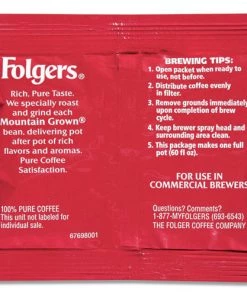 Folgers®
Rich, Pure Taste.
We specially roast
and grind each
Mountain Grown®
bean, delivering pot
after pot of rich
flavors and aromas.
Pure Coffee
Satisfaction.
100% PURE COFFEE
This unit not labeled for
individual sale.
67698001
BREWING TIPS:
1. Open packet when ready to
use, not before.
2. Distribute coffee evenly
in filter.
3. Remove grounds immediately
upon completion of brew
cycle.
4. Keep brewer spray head and
surrounding area clean.
5. This package makes one full
pot (60 fl oz).
FOR USE IN
COMMERCIAL BREWERS
Questions? Comments?
1-877-MYFOLGERS (693-6543)
THE FOLGER COFFEE COMPANY